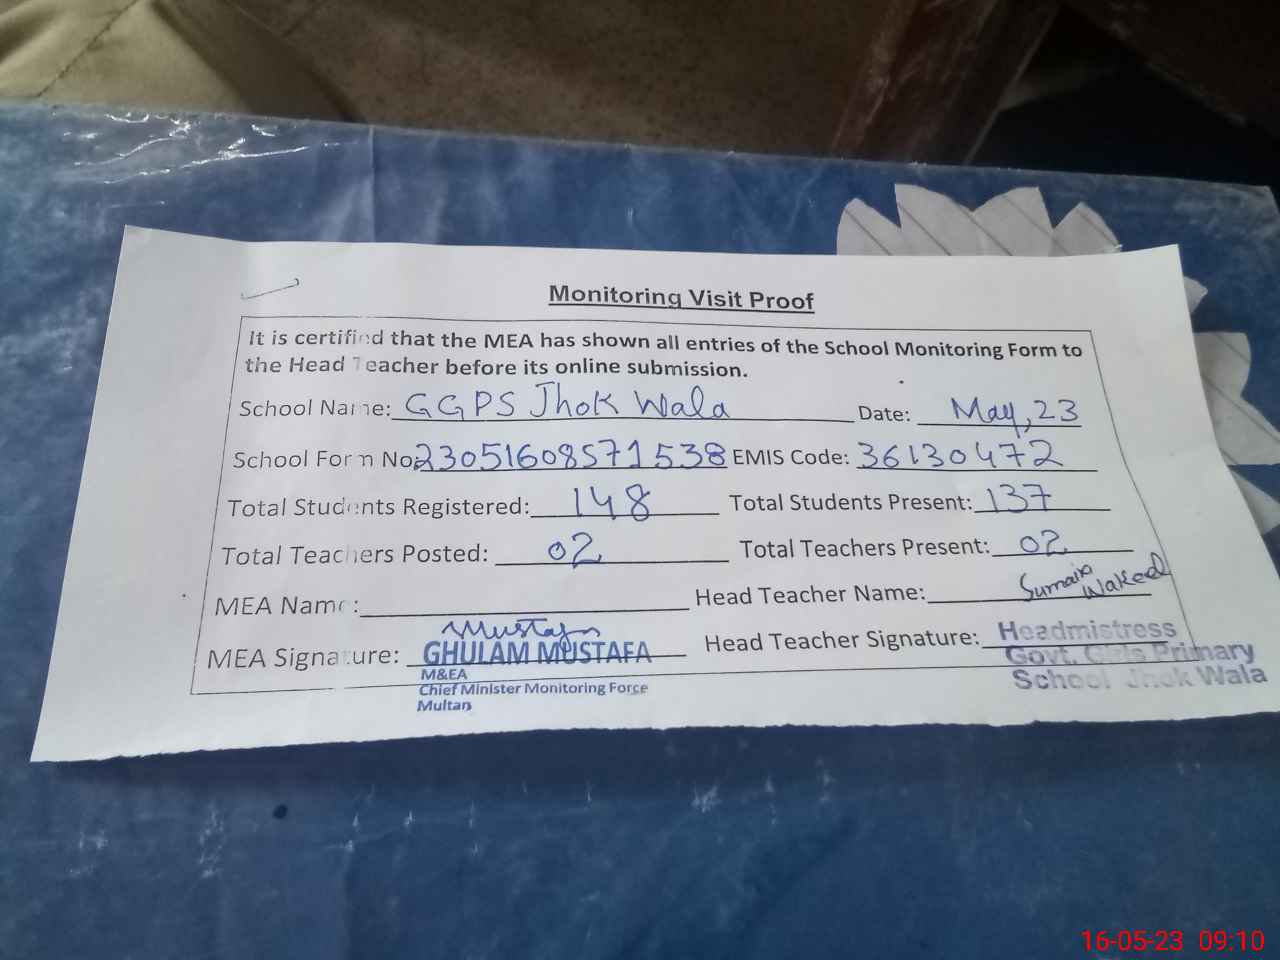 Monitoring Visit Proof
It is certified that the MEA has shown all entries of the School Monitoring Form to
the Head Teacher before its online submission.
School Name: GGPS Jhok Wala Date: May, 23
School Form No: 23051608571538 EMIS Code: 36130472
Total Students Registered: 148 Total Students Present: 137
Total Teachers Posted: 02 Total Teachers Present: 02
MEA Name: Head Teacher Name: Sumaira Wakeel
MEA Signature: Mustafa Head Teacher Signature: Headmistress
GHULAM MUSTAFA Govt. Girls Primary
M&EA School Jhok Wala
Chief Minister Monitoring Force
Multan
16-05-23 09:10